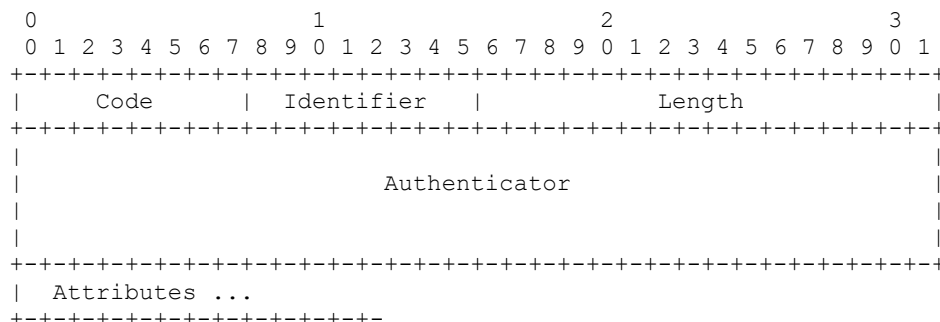 0                   1                   2                   3
 0 1 2 3 4 5 6 7 8 9 0 1 2 3 4 5 6 7 8 9 0 1 2 3 4 5 6 7 8 9 0 1
+-+-+-+-+-+-+-+-+-+-+-+-+-+-+-+-+-+-+-+-+-+-+-+-+-+-+-+-+-+-+-+-+
|     Code      |  Identifier   |            Length             |
+-+-+-+-+-+-+-+-+-+-+-+-+-+-+-+-+-+-+-+-+-+-+-+-+-+-+-+-+-+-+-+-+
|                                                               |
|                         Authenticator                         |
|                                                               |
|                                                               |
+-+-+-+-+-+-+-+-+-+-+-+-+-+-+-+-+-+-+-+-+-+-+-+-+-+-+-+-+-+-+-+-+
|  Attributes ...
+-+-+-+-+-+-+-+-+-+-+-+-+-